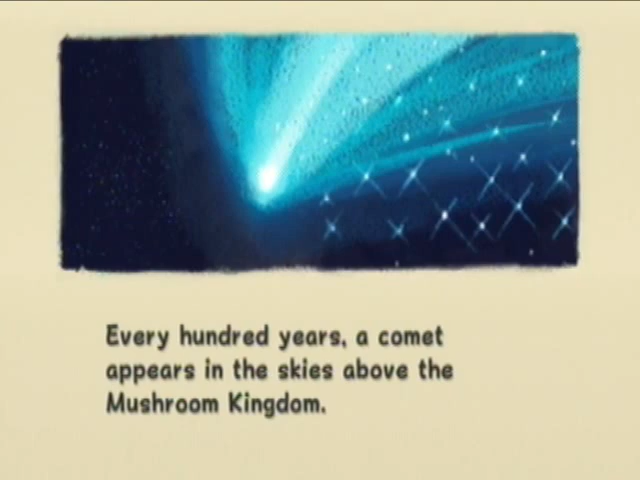 Every hundred years, a comet
appears in the skies above the
Mushroom Kingdom.